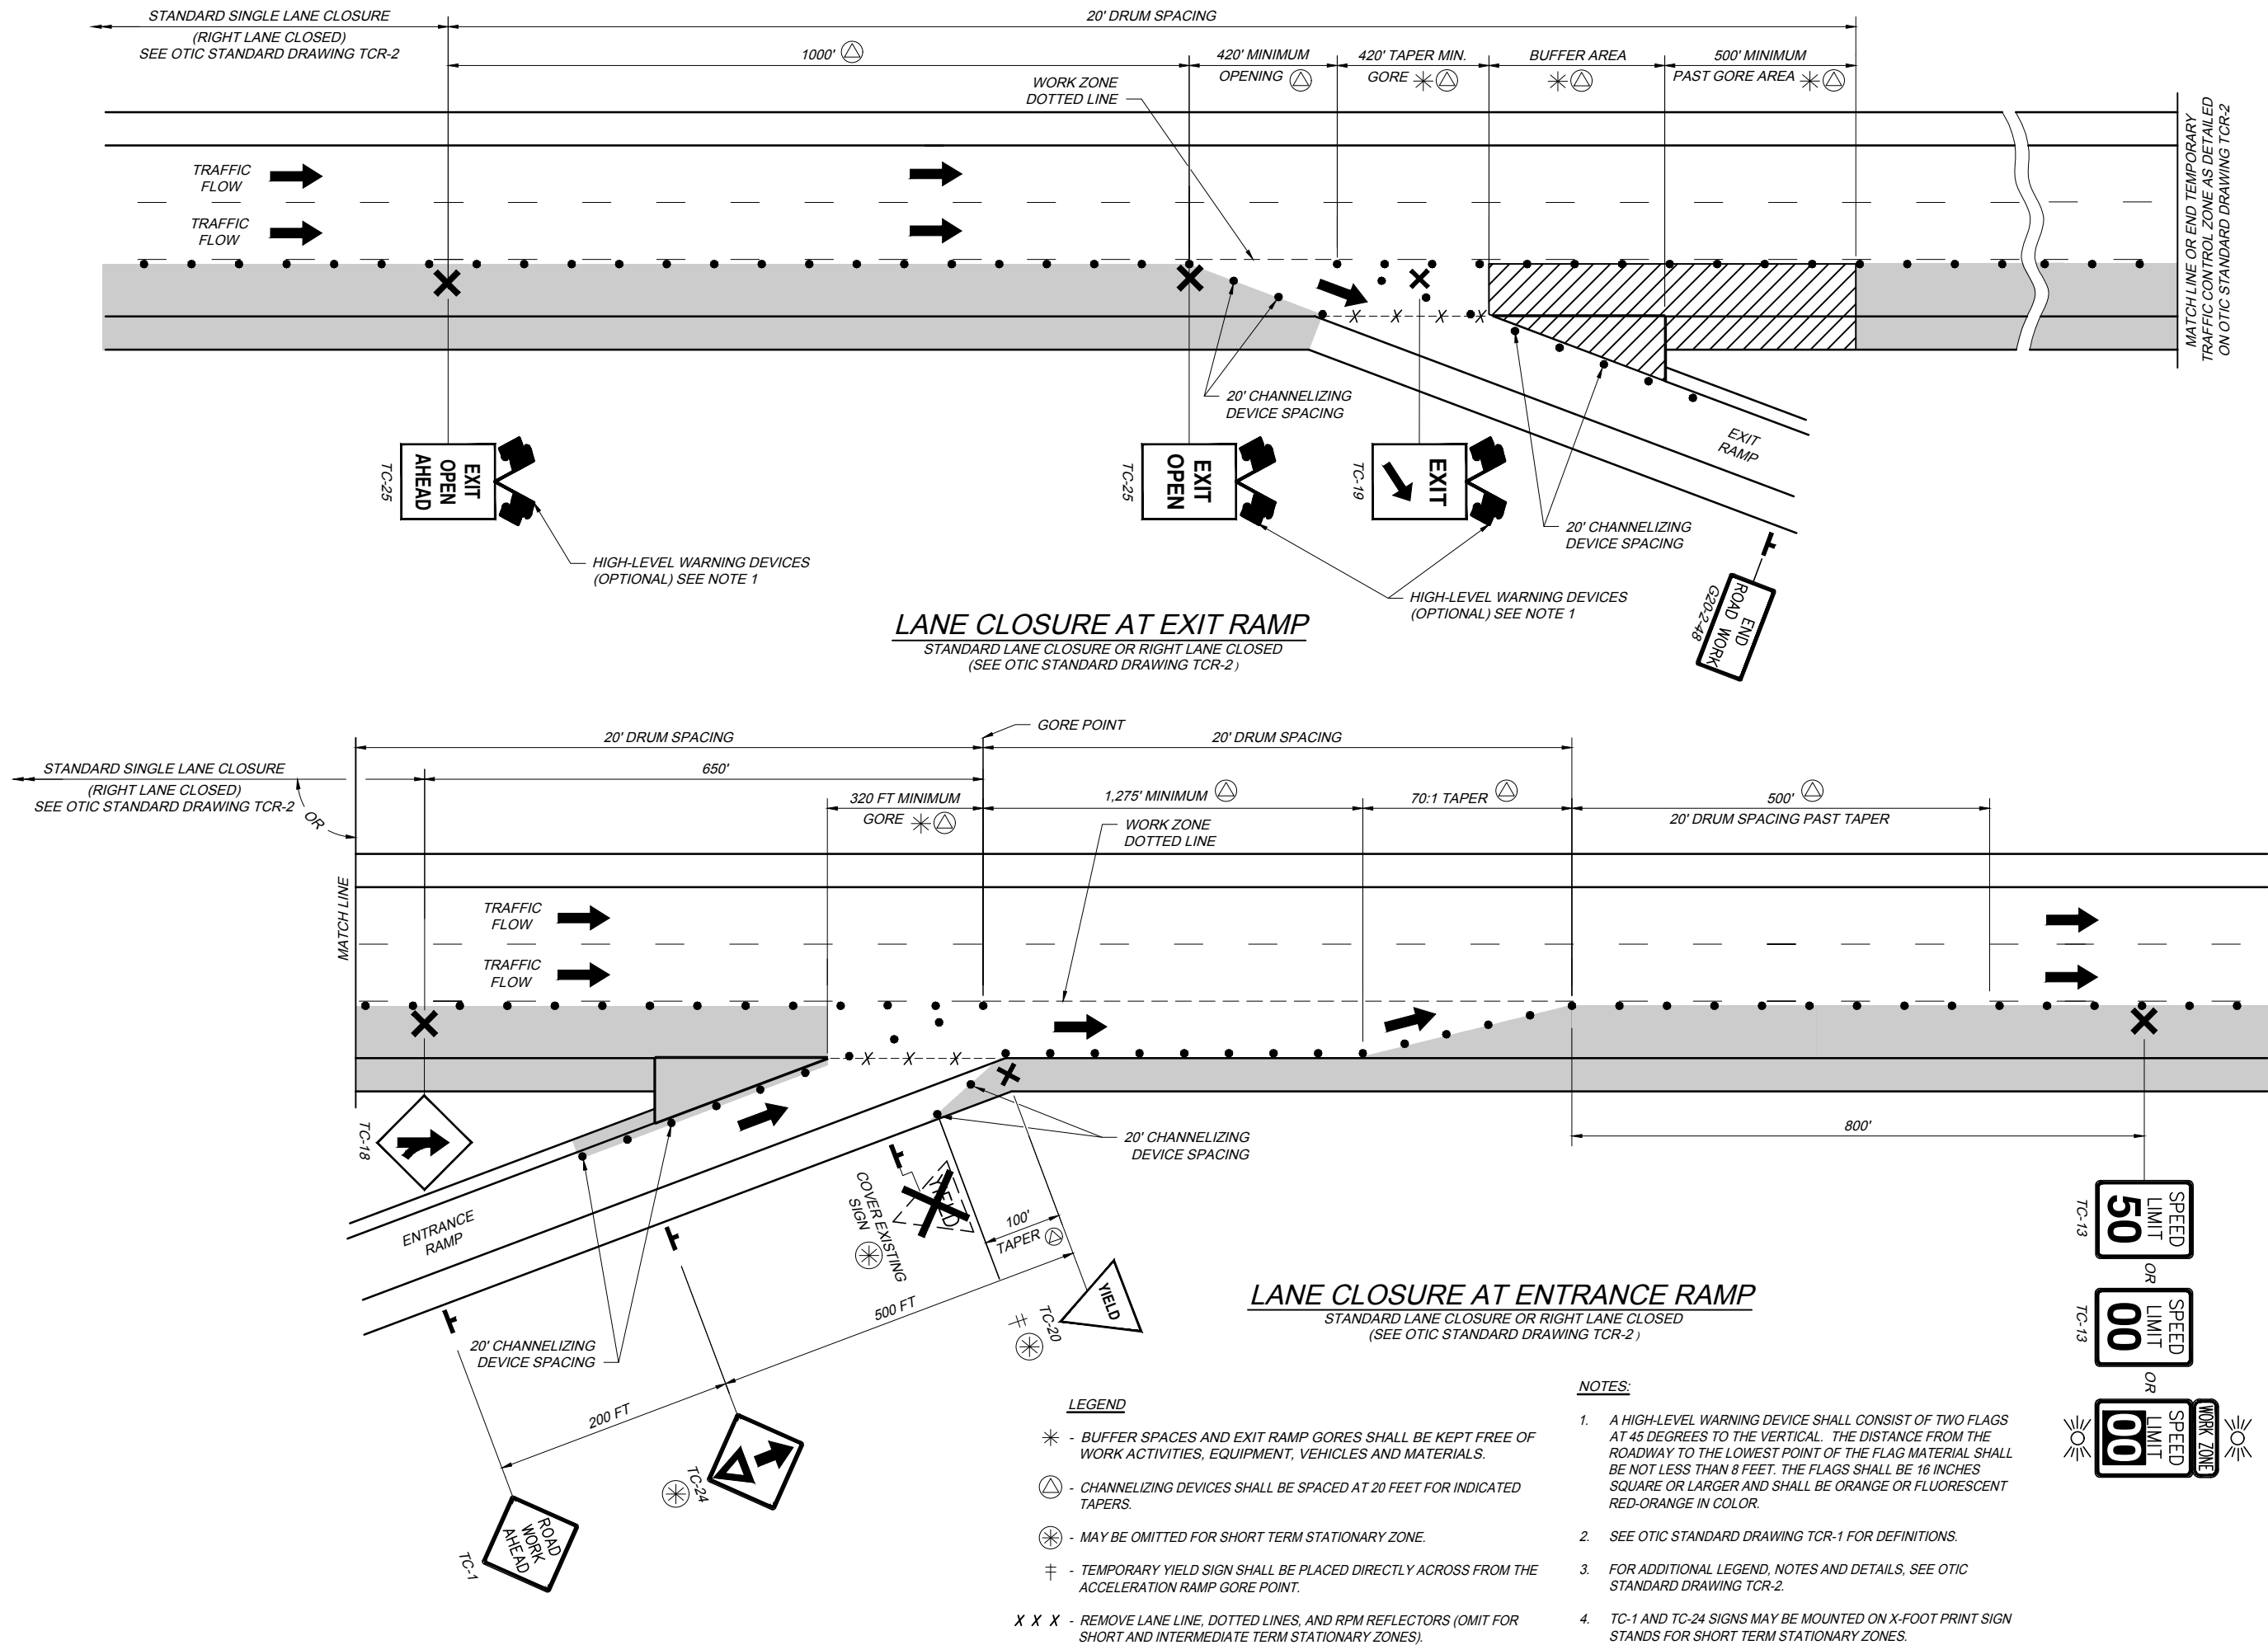 STANDARD SINGLE LANE CLOSURE
(RIGHT LANE CLOSED)
SEE OTIC STANDARD DRAWING TCR-2
20' DRUM SPACING
1000'
420' MINIMUM
OPENING
420' TAPER MIN.
GORE
BUFFER AREA
500' MINIMUM
PAST GORE AREA
WORK ZONE
DOTTED LINE
TRAFFIC
FLOW
TRAFFIC
FLOW
MATCH LINE OR END TEMPORARY
TRAFFIC CONTROL ZONE AS DETAILED
ON OTIC STANDARD DRAWING TCR-2
X X X X
20' CHANNELIZING
DEVICE SPACING
EXIT
RAMP
EXIT
OPEN
AHEAD
TC-25
EXIT
OPEN
TC-25
EXIT
TC-19
20' CHANNELIZING
DEVICE SPACING
HIGH-LEVEL WARNING DEVICES
(OPTIONAL) SEE NOTE 1
HIGH-LEVEL WARNING DEVICES
(OPTIONAL) SEE NOTE 1
END
ROAD WORK
G20-2-48
LANE CLOSURE AT EXIT RAMP
STANDARD LANE CLOSURE OR RIGHT LANE CLOSED
(SEE OTIC STANDARD DRAWING TCR-2)
GORE POINT
20' DRUM SPACING
20' DRUM SPACING
STANDARD SINGLE LANE CLOSURE
(RIGHT LANE CLOSED)
SEE OTIC STANDARD DRAWING TCR-2
OR
650'
320 FT MINIMUM
GORE
1,275' MINIMUM
70:1 TAPER
500'
20' DRUM SPACING PAST TAPER
WORK ZONE
DOTTED LINE
MATCH LINE
TRAFFIC
FLOW
TRAFFIC
FLOW
X X X
TC-18
20' CHANNELIZING
DEVICE SPACING
800'
ENTRANCE
RAMP
COVER EXISTING
SIGN
YIELD
100'
TAPER
500 FT
YIELD
TC-20
20' CHANNELIZING
DEVICE SPACING
200 FT
TC-24
ROAD
WORK
AHEAD
TC-1
SPEED
LIMIT
50
TC-13
OR
SPEED
LIMIT
00
TC-13
OR
WORK ZONE
SPEED
LIMIT
00
LANE CLOSURE AT ENTRANCE RAMP
STANDARD LANE CLOSURE OR RIGHT LANE CLOSED
(SEE OTIC STANDARD DRAWING TCR-2)
LEGEND
- BUFFER SPACES AND EXIT RAMP GORES SHALL BE KEPT FREE OF
WORK ACTIVITIES, EQUIPMENT, VEHICLES AND MATERIALS.
- CHANNELIZING DEVICES SHALL BE SPACED AT 20 FEET FOR INDICATED
TAPERS.
- MAY BE OMITTED FOR SHORT TERM STATIONARY ZONE.
- TEMPORARY YIELD SIGN SHALL BE PLACED DIRECTLY ACROSS FROM THE
ACCELERATION RAMP GORE POINT.
X X X - REMOVE LANE LINE, DOTTED LINES, AND RPM REFLECTORS (OMIT FOR
SHORT AND INTERMEDIATE TERM STATIONARY ZONES).
NOTES:
1. A HIGH-LEVEL WARNING DEVICE SHALL CONSIST OF TWO FLAGS
AT 45 DEGREES TO THE VERTICAL. THE DISTANCE FROM THE
ROADWAY TO THE LOWEST POINT OF THE FLAG MATERIAL SHALL
BE NOT LESS THAN 8 FEET. THE FLAGS SHALL BE 16 INCHES
SQUARE OR LARGER AND SHALL BE ORANGE OR FLUORESCENT
RED-ORANGE IN COLOR.
2. SEE OTIC STANDARD DRAWING TCR-1 FOR DEFINITIONS.
3. FOR ADDITIONAL LEGEND, NOTES AND DETAILS, SEE OTIC
STANDARD DRAWING TCR-2.
4. TC-1 AND TC-24 SIGNS MAY BE MOUNTED ON X-FOOT PRINT SIGN
STANDS FOR SHORT TERM STATIONARY ZONES.